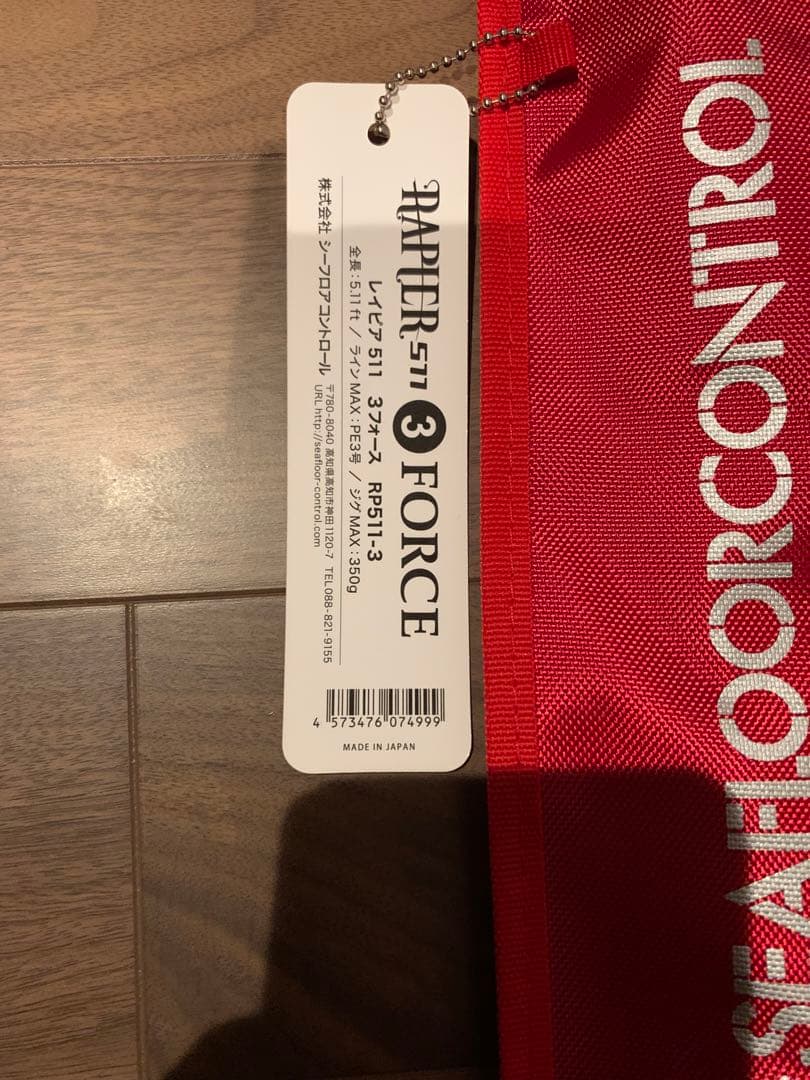 RAPIER 511 3 FORCE
レイピア511 3フォース RP511-3
全長:5.11ft / ラインMAX:PE3号 / ジグMAX:350g
株式会社 シーフロアコントロール
〒780-8040 高知県高知市神田1120-7 TEL 088-821-9155
URL http://seafloor-control.com
4 573476 074999
MADE IN JAPAN
SEAFLOORCONTROL